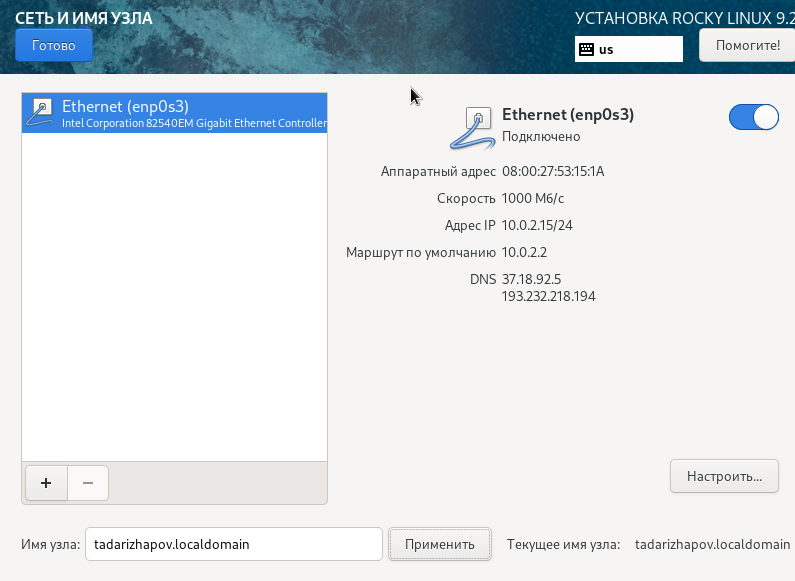 СЕТЬ И ИМЯ УЗЛА
УСТАНОВКА ROCKY LINUX 9.2
Готово
us
Помогите!
Ethernet (enp0s3)
Intel Corporation 82540EM Gigabit Ethernet Controller
Ethernet (enp0s3)
Подключено
Аппаратный адрес 08:00:27:53:15:1A
Скорость 1000 Мб/с
Адрес IP 10.0.2.15/24
Маршрут по умолчанию 10.0.2.2
DNS 37.18.92.5
193.232.218.194
+ −
Настроить...
Имя узла: tadarizhapov.localdomain Применить Текущее имя узла: tadarizhapov.localdomain